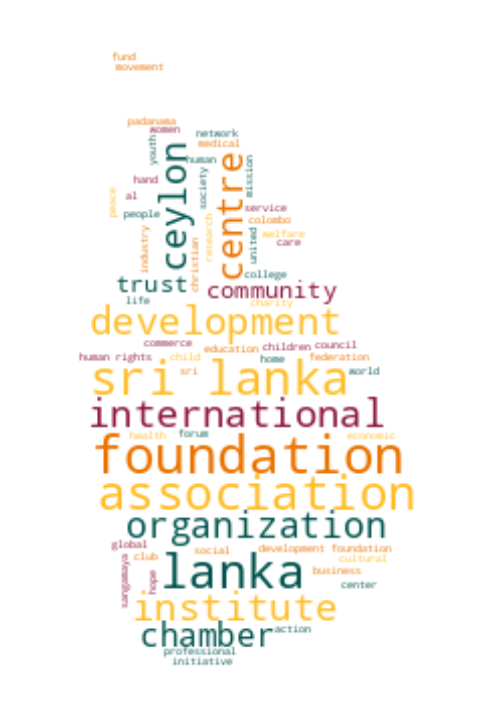 fund
movement
padanama
women
network
youth
medical
ceylon
human
centre
mission
society
hand
al
peace
people
service
research
colombo
industry
christian
united
welfare
care
college
trust
community
life
charity
development
commerce
education
children
council
human rights
child
home
federation
sri
world
sri lanka
international
health
forum
economic
foundation
association
organization
global
club
social
development foundation
cultural
lanka
business
sangamaya
hope
center
institute
chamber
action
professional
initiative